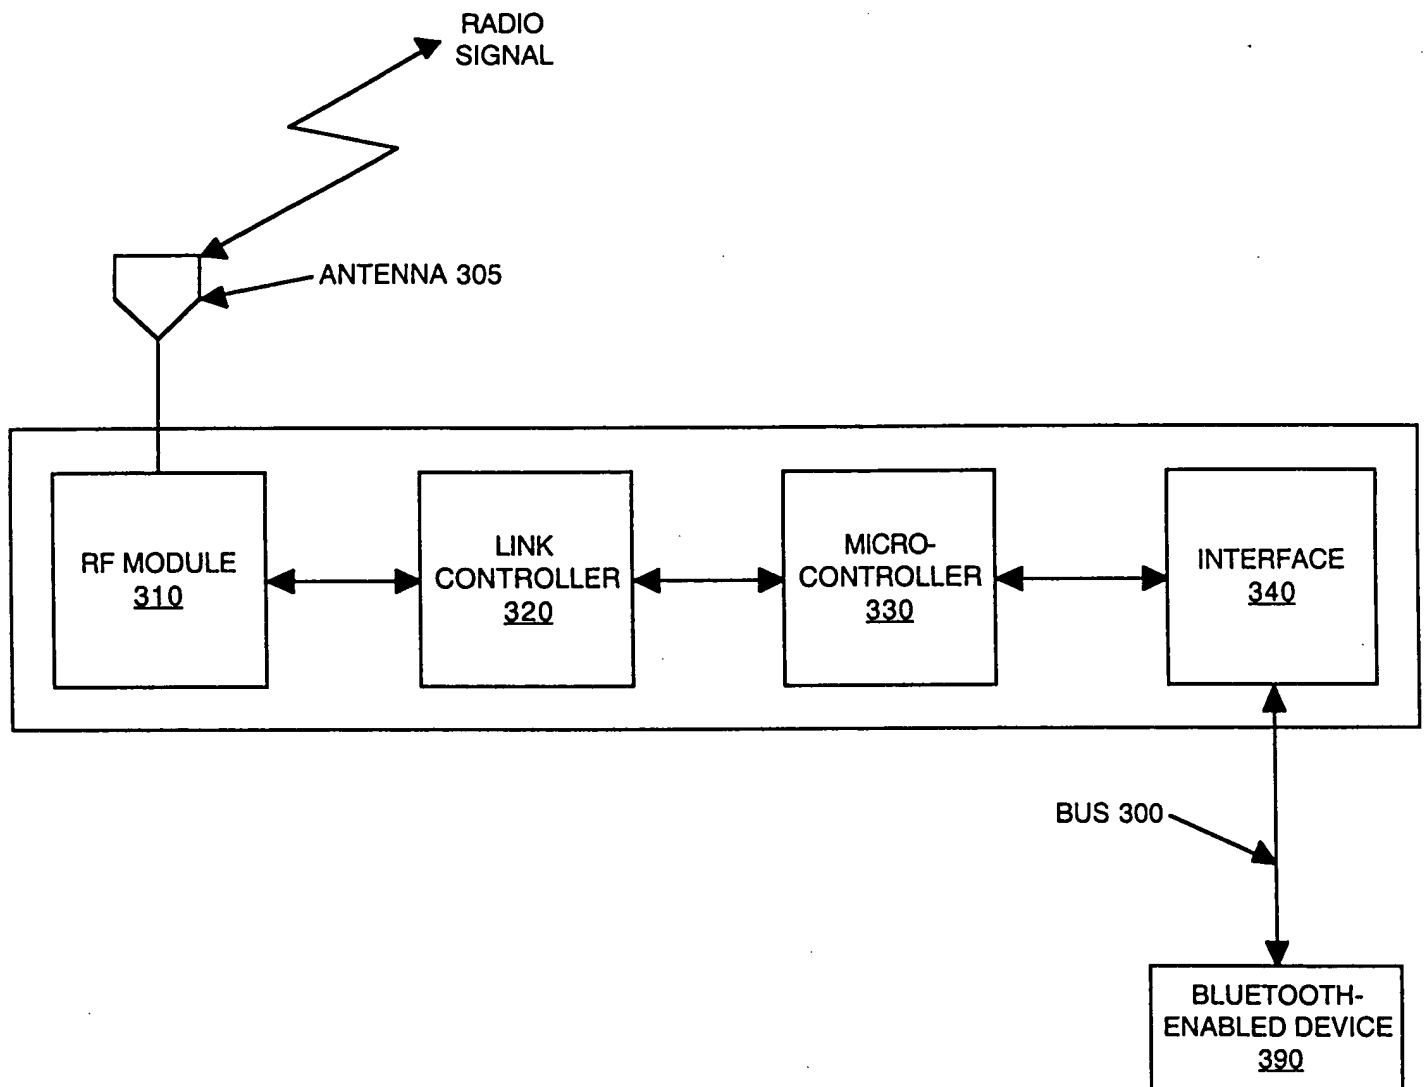 RADIO
SIGNAL
ANTENNA 305
RF MODULE
310
LINK
CONTROLLER
320
MICRO-
CONTROLLER
330
INTERFACE
340
BUS 300
BLUETOOTH-
ENABLED DEVICE
390